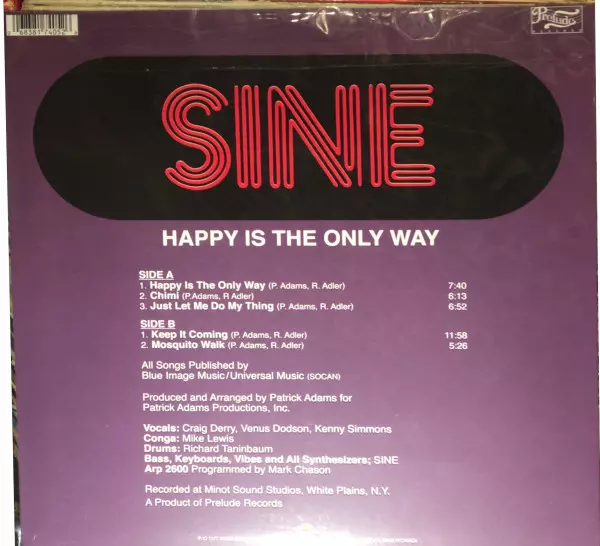 Prelude
RECORDS
SINE
HAPPY IS THE ONLY WAY
SIDE A
1. Happy Is The Only Way (P. Adams, R. Adler) 7:40
2. Chimi (P.Adams, R Adler) 6:13
3. Just Let Me Do My Thing (P. Adams, R. Adler) 6:52
SIDE B
1. Keep It Coming (P. Adams, R. Adler) 11:58
2. Mosquito Walk (P. Adams, R. Adler) 5:26
All Songs Published by
Blue Image Music/Universal Music (SOCAN)
Produced and Arranged by Patrick Adams for
Patrick Adams Productions, Inc.
Vocals: Craig Derry, Venus Dodson, Kenny Simmons
Conga: Mike Lewis
Drums: Richard Taninbaum
Bass, Keyboards, Vibes and All Synthesizers; SINE
Arp 2600 Programmed by Mark Chason
Recorded at Minot Sound Studios, White Plains, N.Y.
A Product of Prelude Records